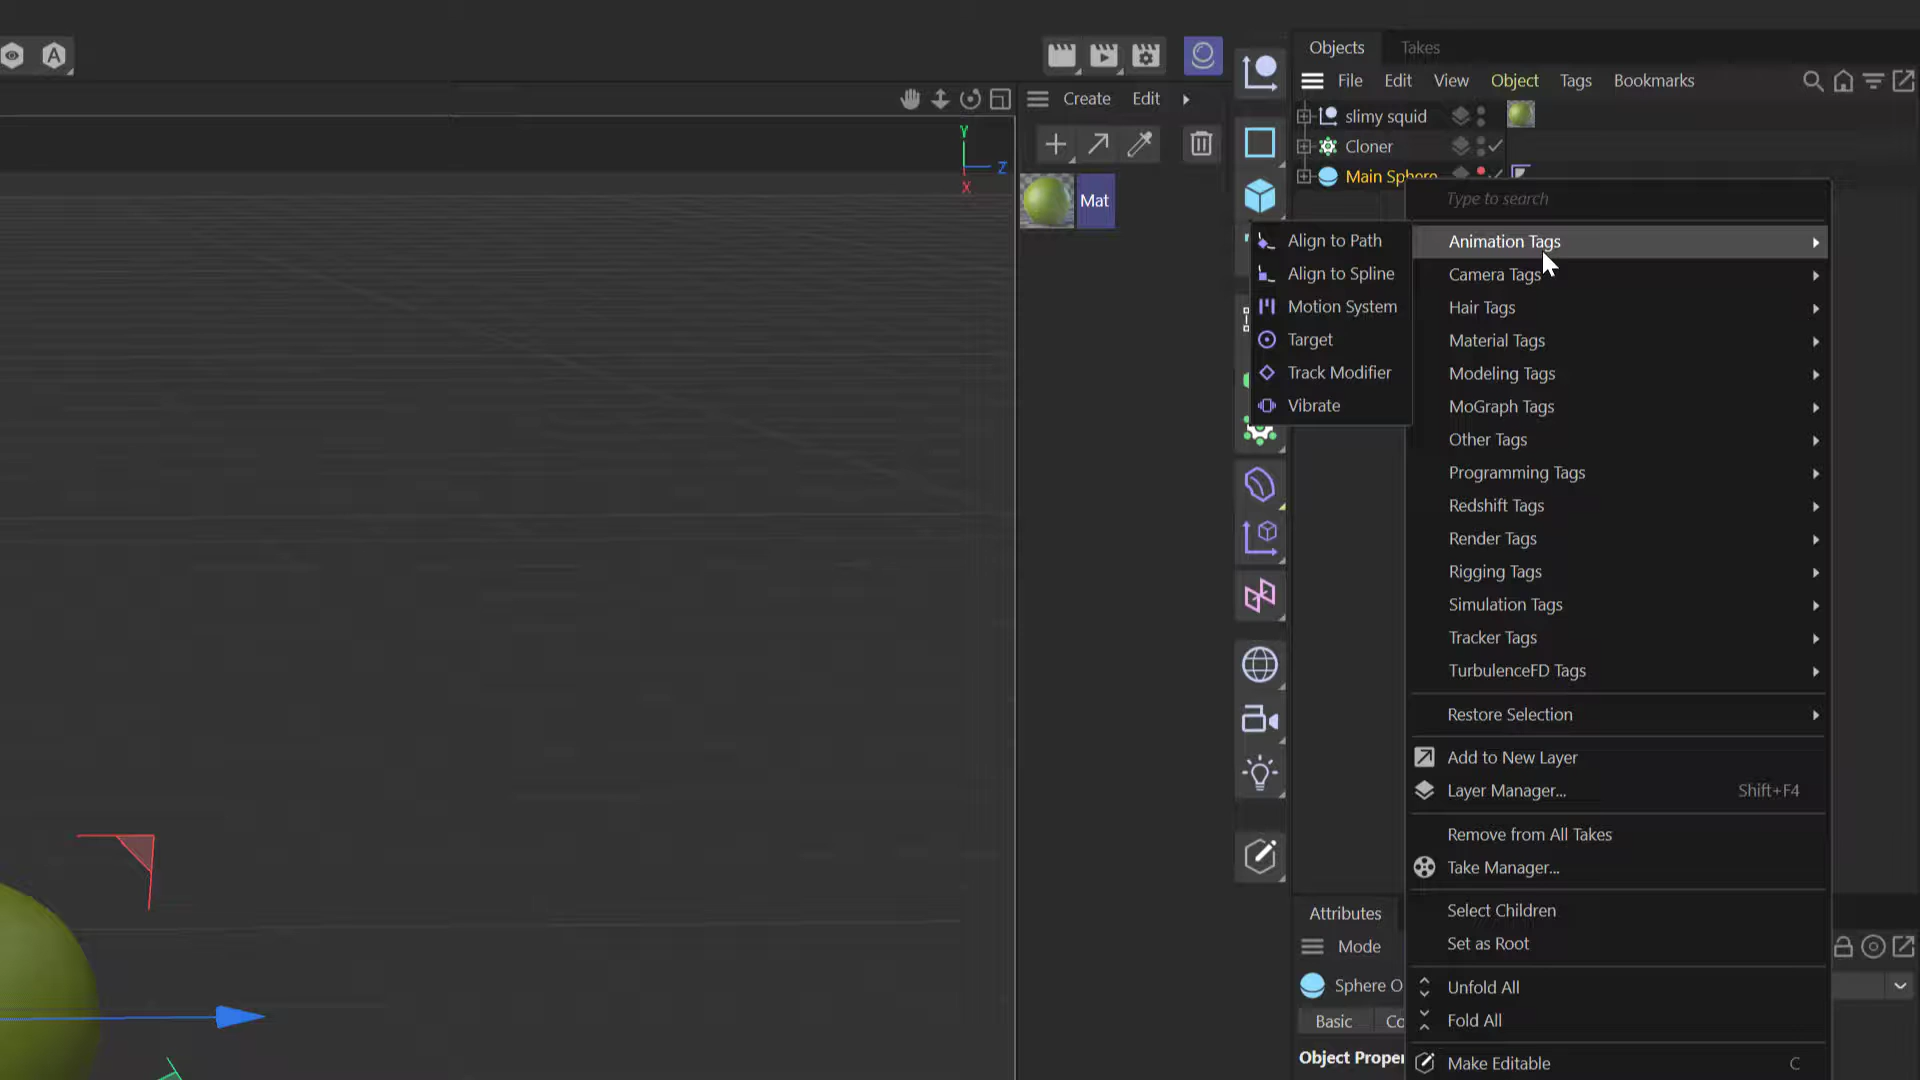 Objects
Takes
File
Edit
View
Object
Tags
Bookmarks
Create
Edit
slimy squid
Cloner
Main Sphere
Y
Z
X
Mat
Type to search
Align to Path
Align to Spline
Motion System
Target
Track Modifier
Vibrate
Animation Tags
Camera Tags
Hair Tags
Material Tags
Modeling Tags
MoGraph Tags
Other Tags
Programming Tags
Redshift Tags
Render Tags
Rigging Tags
Simulation Tags
Tracker Tags
TurbulenceFD Tags
Restore Selection
Add to New Layer
Layer Manager... Shift+F4
Remove from All Takes
Take Manager...
Select Children
Set as Root
Unfold All
Fold All
Make Editable C
Attributes
Mode
Sphere O
Basic
Co
Object Proper